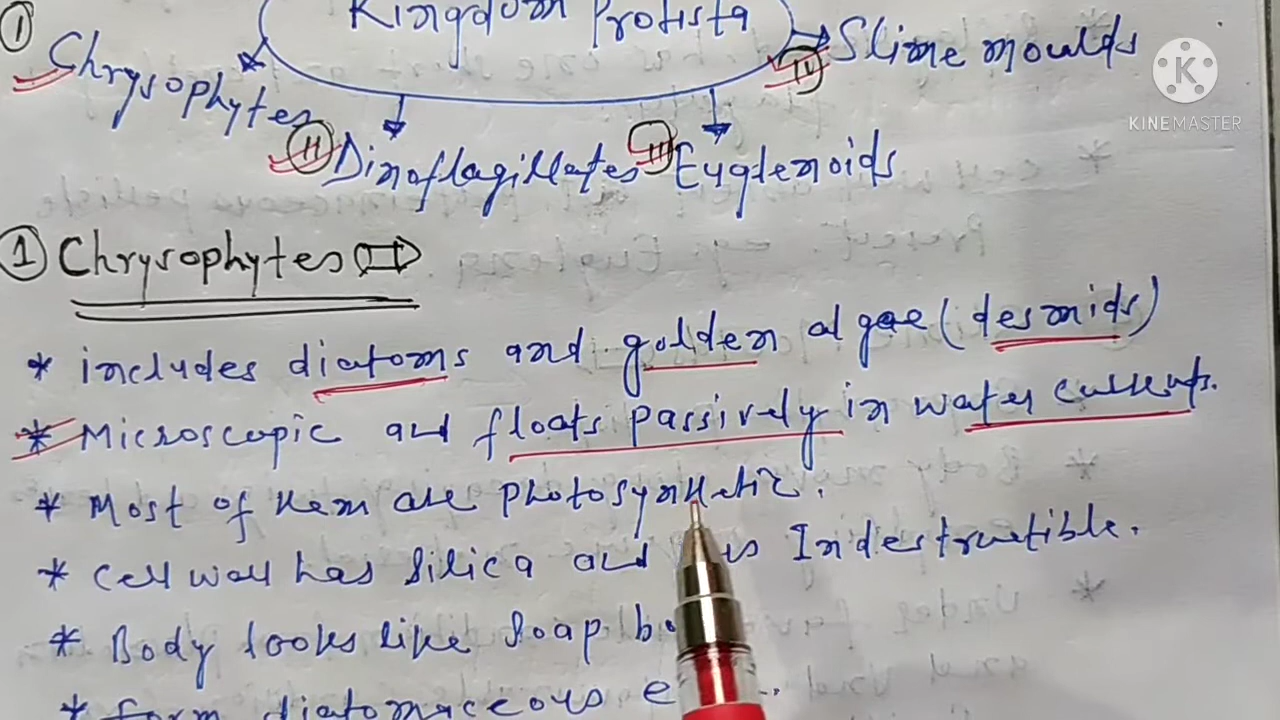 Kingdom Protista
① Chrysophytes
IV Slime moulds
II Dinoflagillates
III Euglenoids
KINEMASTER
① Chrysophytes
* includes diatoms and golden algae (desmids)
* Microscopic and floats passively in water currents.
* Most of them are photosynthetic.
* Cell wall has silica and is Indestructible.
* Body looks like soap
* form diatomaceous